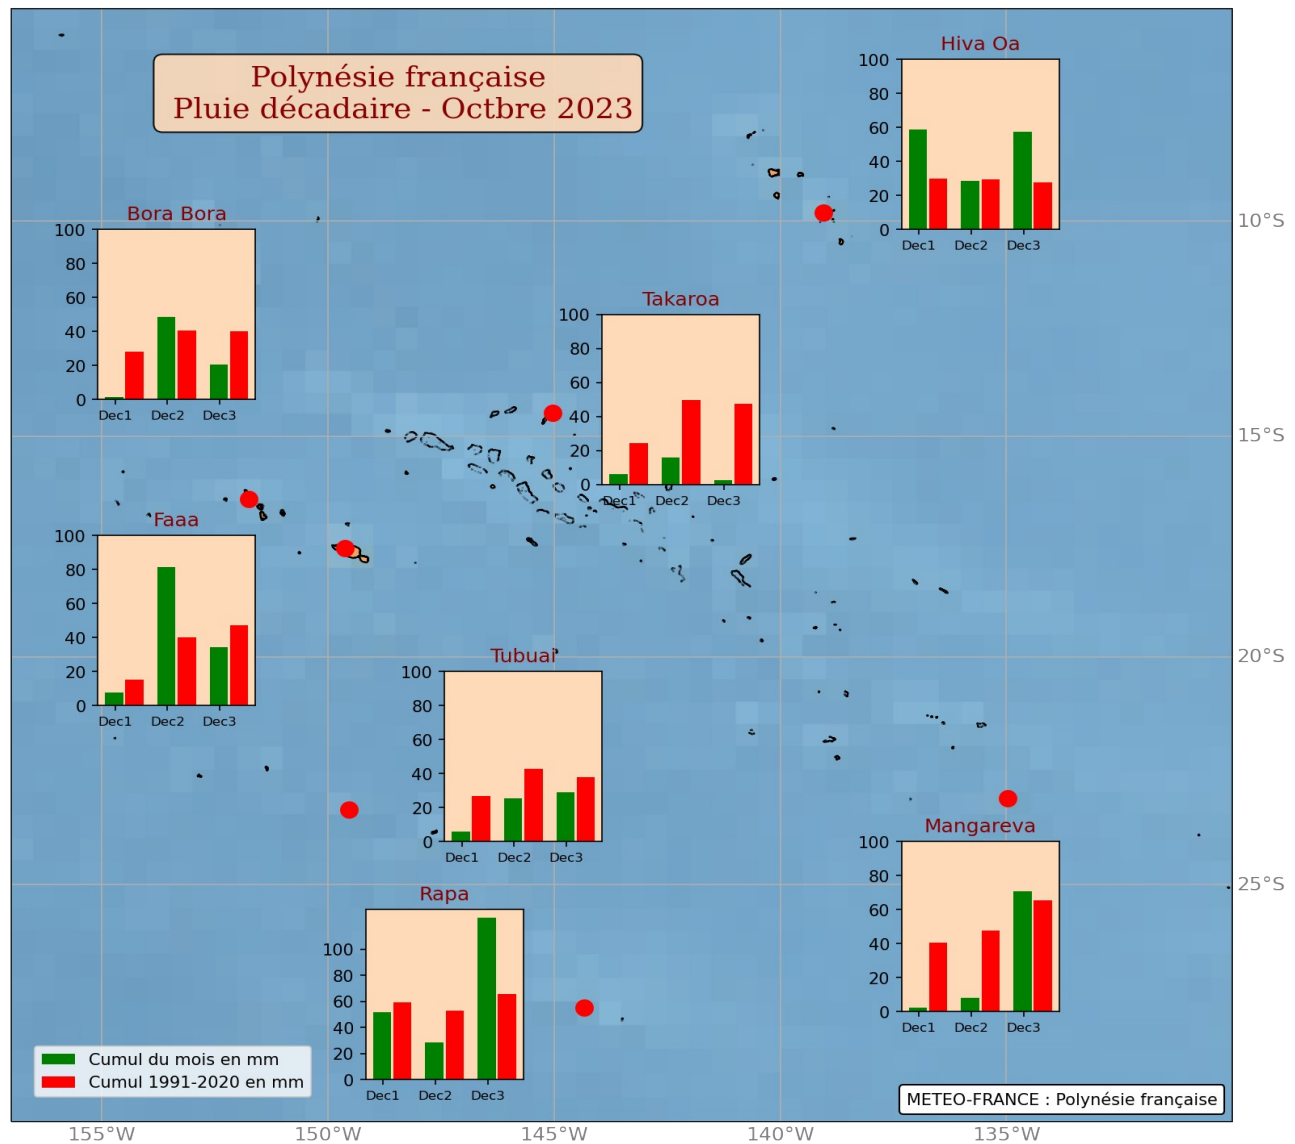 Polynésie française
Pluie décadaire - Octbre 2023
Hiva Oa
100
80
60
40
20
0
Dec1 Dec2 Dec3
10°S
Bora Bora
100
80
60
40
20
0
Dec1 Dec2 Dec3
Takaroa
100
80
60
40
20
0
Dec1 Dec2 Dec3
15°S
Faaa
100
80
60
40
20
0
Dec1 Dec2 Dec3
20°S
Tubuai
100
80
60
40
20
0
Dec1 Dec2 Dec3
Mangareva
100
80
60
40
20
0
Dec1 Dec2 Dec3
25°S
Rapa
100
80
60
40
20
0
Dec1 Dec2 Dec3
Cumul du mois en mm
Cumul 1991-2020 en mm
METEO-FRANCE : Polynésie française
155°W 150°W 145°W 140°W 135°W